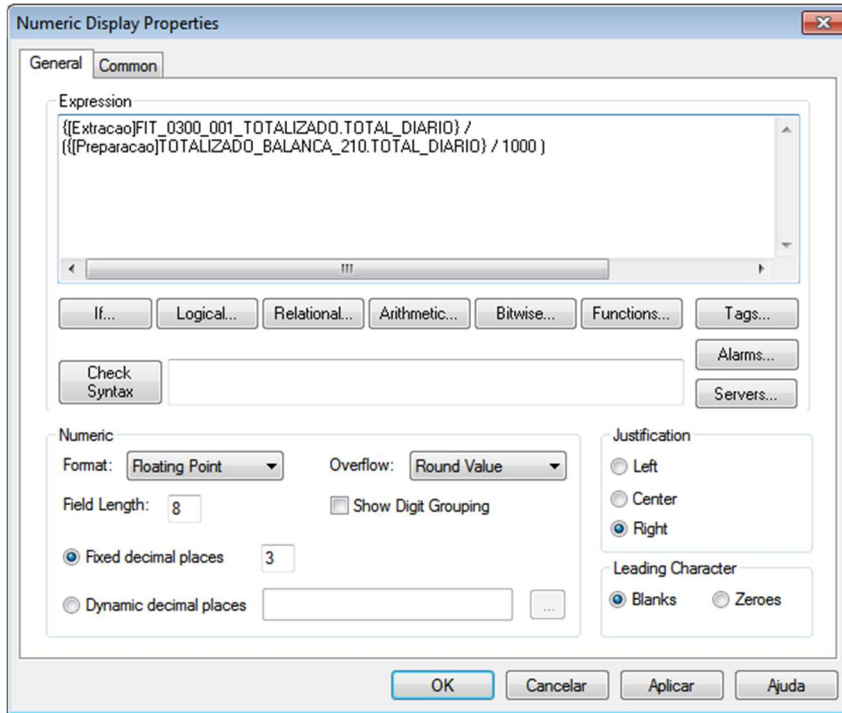 Numeric Display Properties
General Common
Expression
{[Extracao]FIT_0300_001_TOTALIZADO.TOTAL_DIARIO} /
({[Preparacao]TOTALIZADO_BALANCA_210.TOTAL_DIARIO} / 1000 )
If... Logical... Relational... Arithmetic... Bitwise... Functions... Tags...
Alarms...
Check
Syntax
Servers...
Numeric
Format: Floating Point Overflow: Round Value
Field Length: 8 Show Digit Grouping
Fixed decimal places 3
Dynamic decimal places ...
Justification
Left
Center
Right
Leading Character
Blanks Zeroes
OK Cancelar Aplicar Ajuda